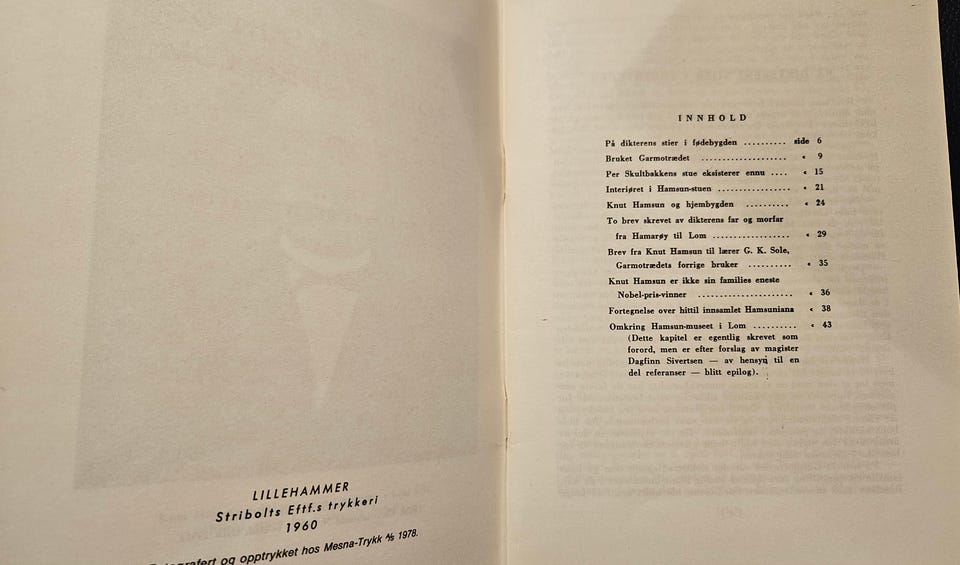 LILLEHAMMER
Stribolts Eftf.s trykkeri
1960
og opptrykket hos Mesna-Trykk A/S 1978.
INNHOLD
På dikterens stier i fødebygden .......... side 6
Bruket Garmotrædet ..................... « 9
Per Skultbakkens stue eksisterer ennu .... « 15
Interiøret i Hamsun-stuen ................. « 21
Knut Hamsun og hjembygden .......... « 24
To brev skrevet av dikterens far og morfar
fra Hamarøy til Lom .................. « 29
Brev fra Knut Hamsun til lærer G. K. Sole,
Garmotrædets forrige bruker .......... « 35
Knut Hamsun er ikke sin families eneste
Nobel-pris-vinner ...................... « 36
Fortegnelse over hittil innsamlet Hamsuniana « 38
Omkring Hamsun-museet i Lom .......... « 43
(Dette kapitel er egentlig skrevet som
forord, men er efter forslag av magister
Dagfinn Sivertsen — av hensyn til en
del referanser — blitt epilog).